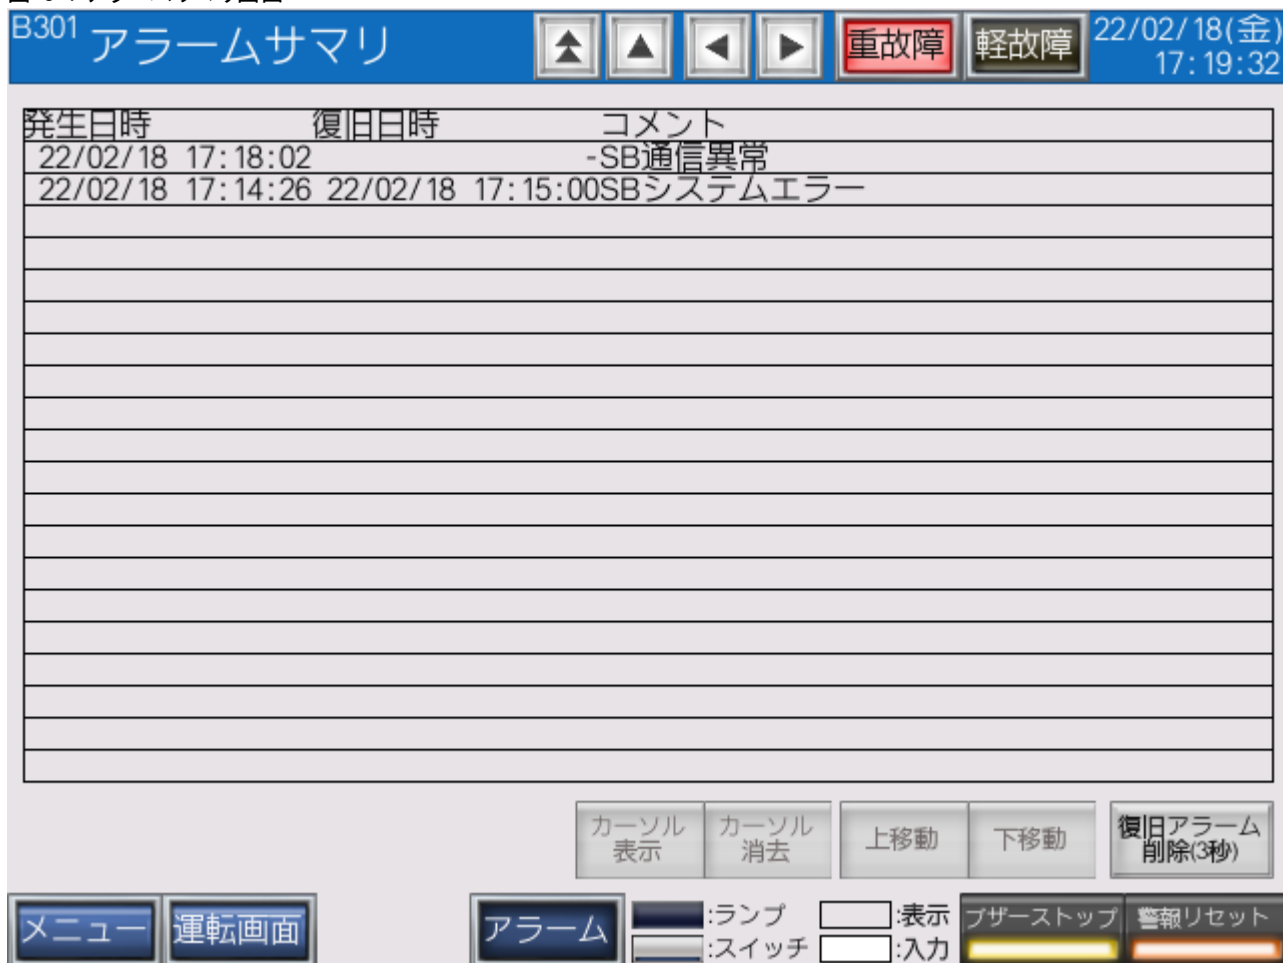 B301 アラームサマリ 重故障 軽故障 22/02/18(金)
17:19:32
発生日時 復旧日時 コメント
22/02/18 17:18:02 -SB通信異常
22/02/18 17:14:26 22/02/18 17:15:00SBシステムエラー
カーソル
表示
カーソル
消去
上移動
下移動
復旧アラーム
削除(3秒)
メニュー
運転画面
アラーム
:ランプ
:スイッチ
:表示
:入力
ブザーストップ
警報リセット